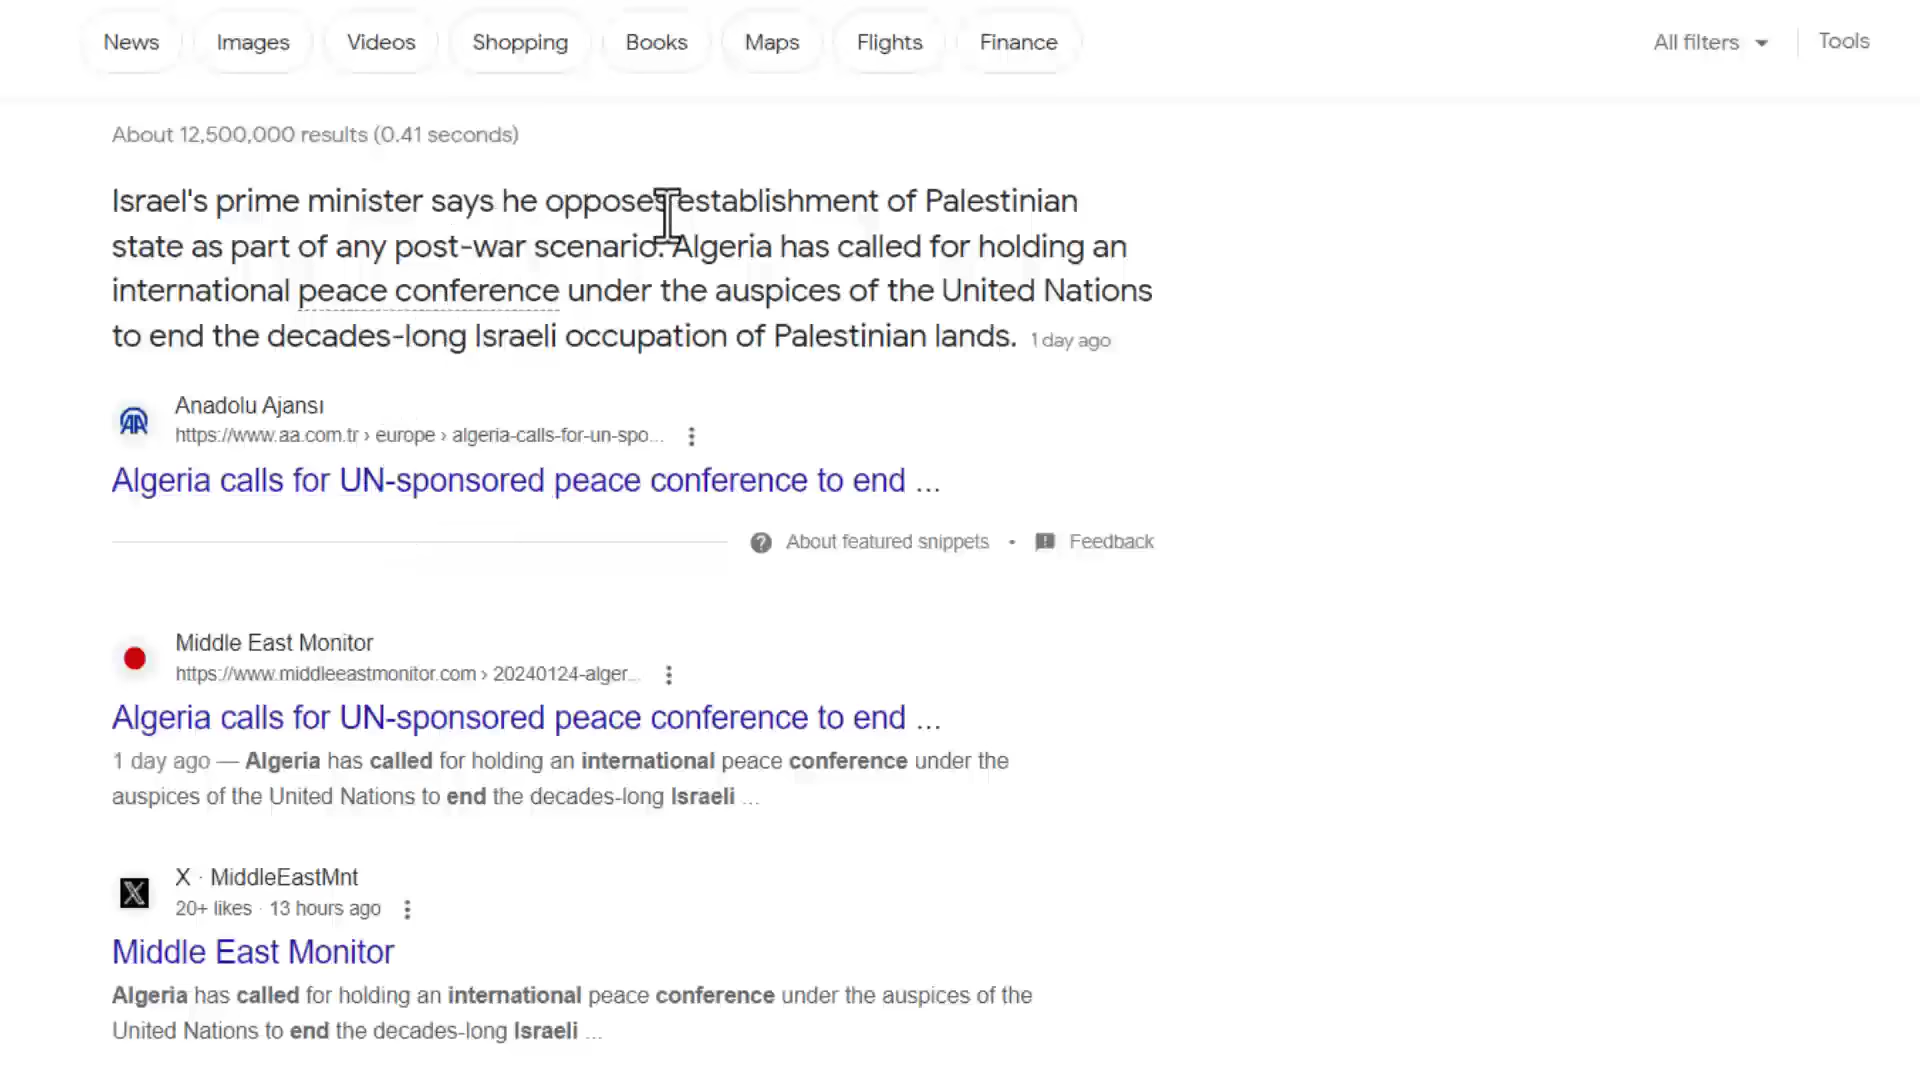 News Images Videos Shopping Books Maps Flights Finance All filters Tools
About 12,500,000 results (0.41 seconds)
Israel's prime minister says he opposes establishment of Palestinian
state as part of any post-war scenario. Algeria has called for holding an
international peace conference under the auspices of the United Nations
to end the decades-long Israeli occupation of Palestinian lands. 1 day ago
Anadolu Ajansı
https://www.aa.com.tr › europe › algeria-calls-for-un-spo...
Algeria calls for UN-sponsored peace conference to end ...
About featured snippets • Feedback
Middle East Monitor
https://www.middleeastmonitor.com › 20240124-alger...
Algeria calls for UN-sponsored peace conference to end ...
1 day ago — Algeria has called for holding an international peace conference under the
auspices of the United Nations to end the decades-long Israeli ...
X · MiddleEastMnt
20+ likes · 13 hours ago
Middle East Monitor
Algeria has called for holding an international peace conference under the auspices of the
United Nations to end the decades-long Israeli ...